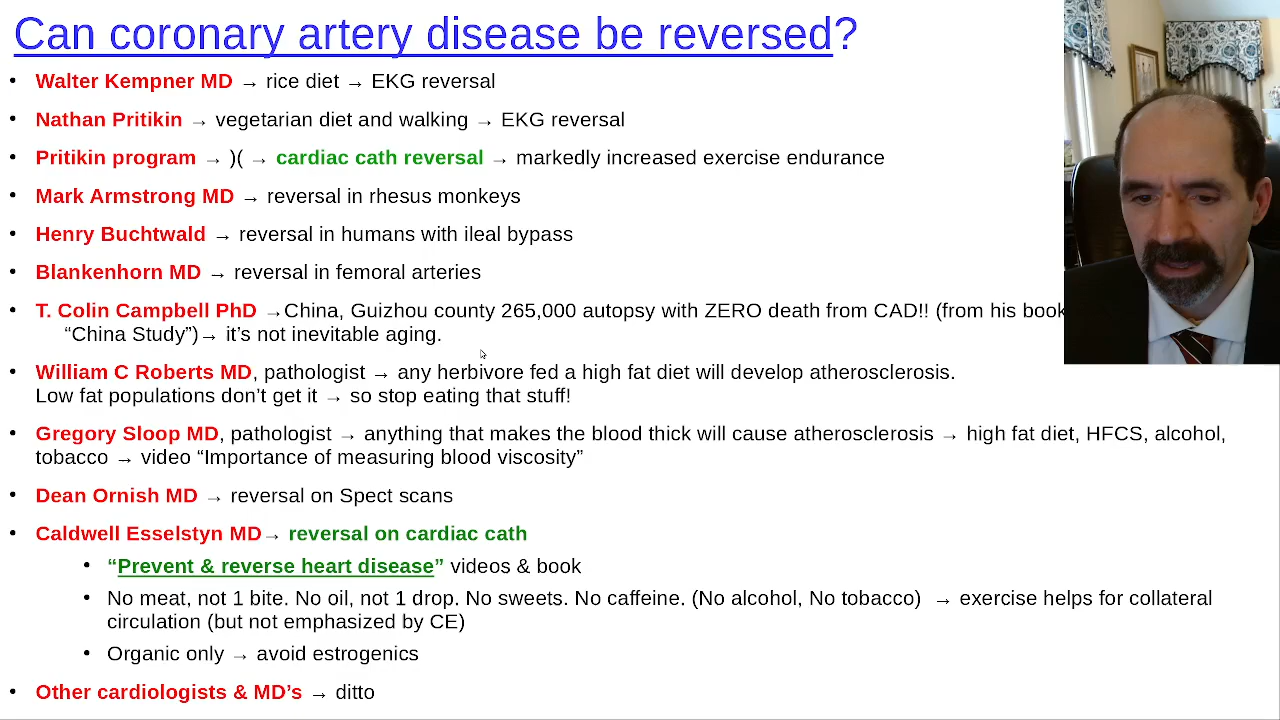 Can coronary artery disease be reversed?
• Walter Kempner MD → rice diet → EKG reversal
• Nathan Pritikin → vegetarian diet and walking → EKG reversal
• Pritikin program → )( → cardiac cath reversal → markedly increased exercise endurance
• Mark Armstrong MD → reversal in rhesus monkeys
• Henry Buchtwald → reversal in humans with ileal bypass
• Blankenhorn MD → reversal in femoral arteries
• T. Colin Campbell PhD →China, Guizhou county 265,000 autopsy with ZERO death from CAD!! (from his book
“China Study”)→ it’s not inevitable aging.
• William C Roberts MD, pathologist → any herbivore fed a high fat diet will develop atherosclerosis.
Low fat populations don’t get it → so stop eating that stuff!
• Gregory Sloop MD, pathologist → anything that makes the blood thick will cause atherosclerosis → high fat diet, HFCS, alcohol,
tobacco → video “Importance of measuring blood viscosity”
• Dean Ornish MD → reversal on Spect scans
• Caldwell Esselstyn MD→ reversal on cardiac cath
• “Prevent & reverse heart disease” videos & book
• No meat, not 1 bite. No oil, not 1 drop. No sweets. No caffeine. (No alcohol, No tobacco) → exercise helps for collateral
circulation (but not emphasized by CE)
• Organic only → avoid estrogenics
• Other cardiologists & MD’s → ditto